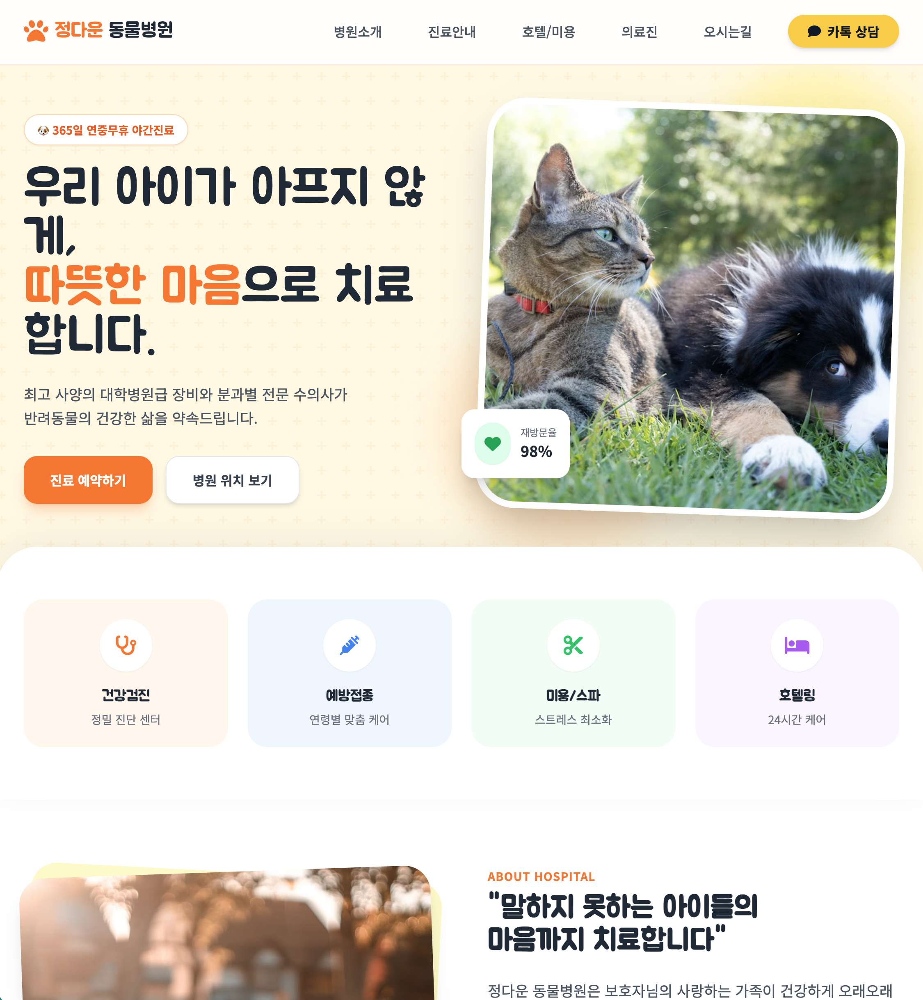 정다운 동물병원
병원소개
진료안내
호텔/미용
의료진
오시는길
카톡 상담
365일 연중무휴 야간진료
우리 아이가 아프지 않
게,
따뜻한 마음으로 치료
합니다.
최고 사양의 대학병원급 장비와 분과별 전문 수의사가
반려동물의 건강한 삶을 약속드립니다.
진료 예약하기
병원 위치 보기
재방문율
98%
건강검진
정밀 진단 센터
예방접종
연령별 맞춤 케어
미용/스파
스트레스 최소화
호텔링
24시간 케어
ABOUT HOSPITAL
"말하지 못하는 아이들의
마음까지 치료합니다"
정다운 동물병원은 보호자님의 사랑하는 가족이 건강하게 오래오래